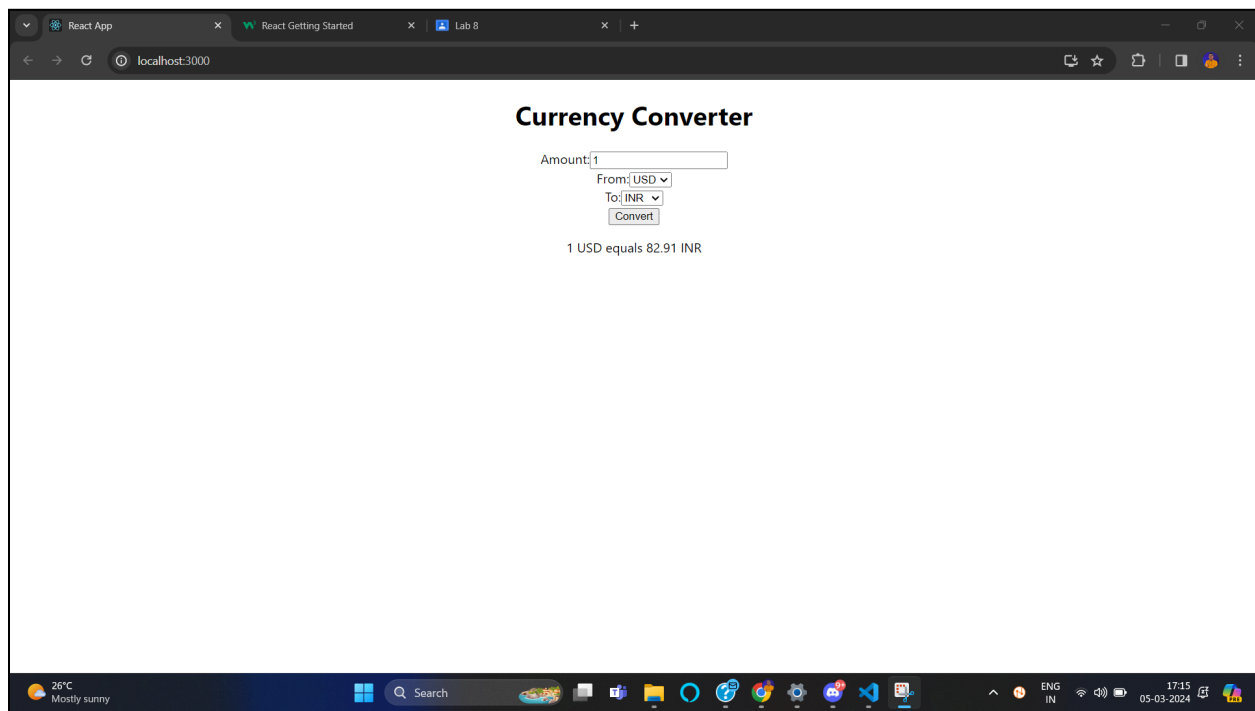 React App
React Getting Started
Lab 8
localhost:3000
Currency Converter
Amount:1
From:USD
To:INR
Convert
1 USD equals 82.91 INR
26°C
Mostly sunny
Search
ENG
IN
17:15
05-03-2024